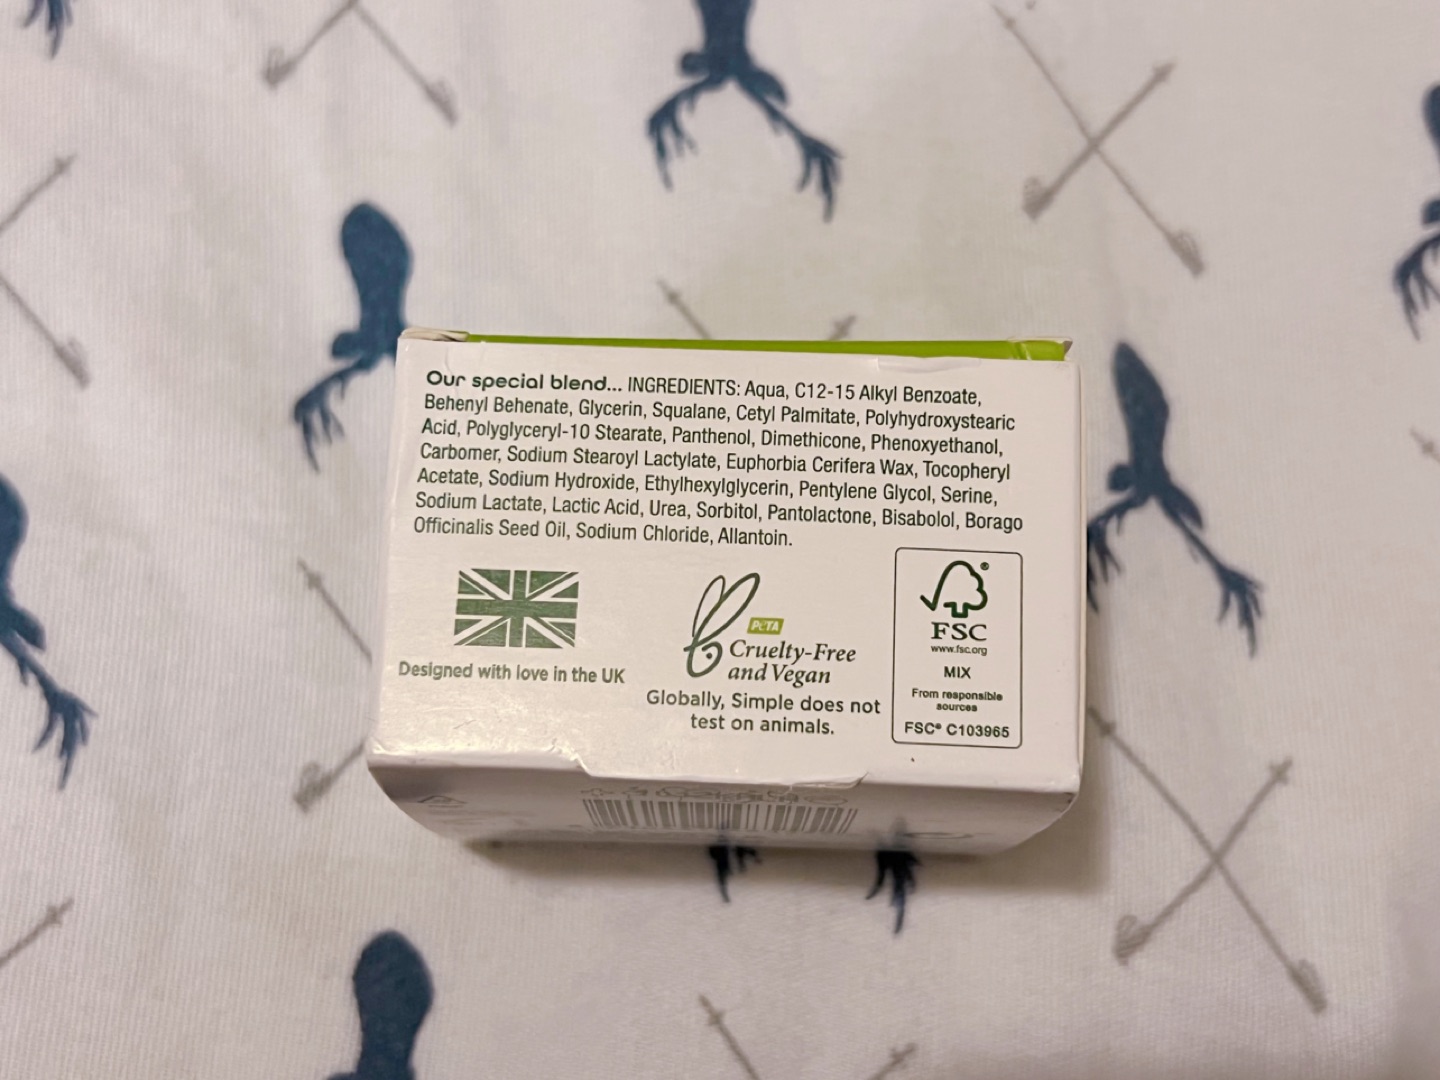 Our special blend... INGREDIENTS: Aqua, C12-15 Alkyl Benzoate,
Behenyl Behenate, Glycerin, Squalane, Cetyl Palmitate, Polyhydroxystearic
Acid, Polyglyceryl-10 Stearate, Panthenol, Dimethicone, Phenoxyethanol,
Carbomer, Sodium Stearoyl Lactylate, Euphorbia Cerifera Wax, Tocopheryl
Acetate, Sodium Hydroxide, Ethylhexylglycerin, Pentylene Glycol, Serine,
Sodium Lactate, Lactic Acid, Urea, Sorbitol, Pantolactone, Bisabolol, Borago
Officinalis Seed Oil, Sodium Chloride, Allantoin.
Designed with love in the UK
PETA
Cruelty-Free
and Vegan
Globally, Simple does not
test on animals.
®
FSC
www.fsc.org
MIX
From responsible
sources
FSC® C103965